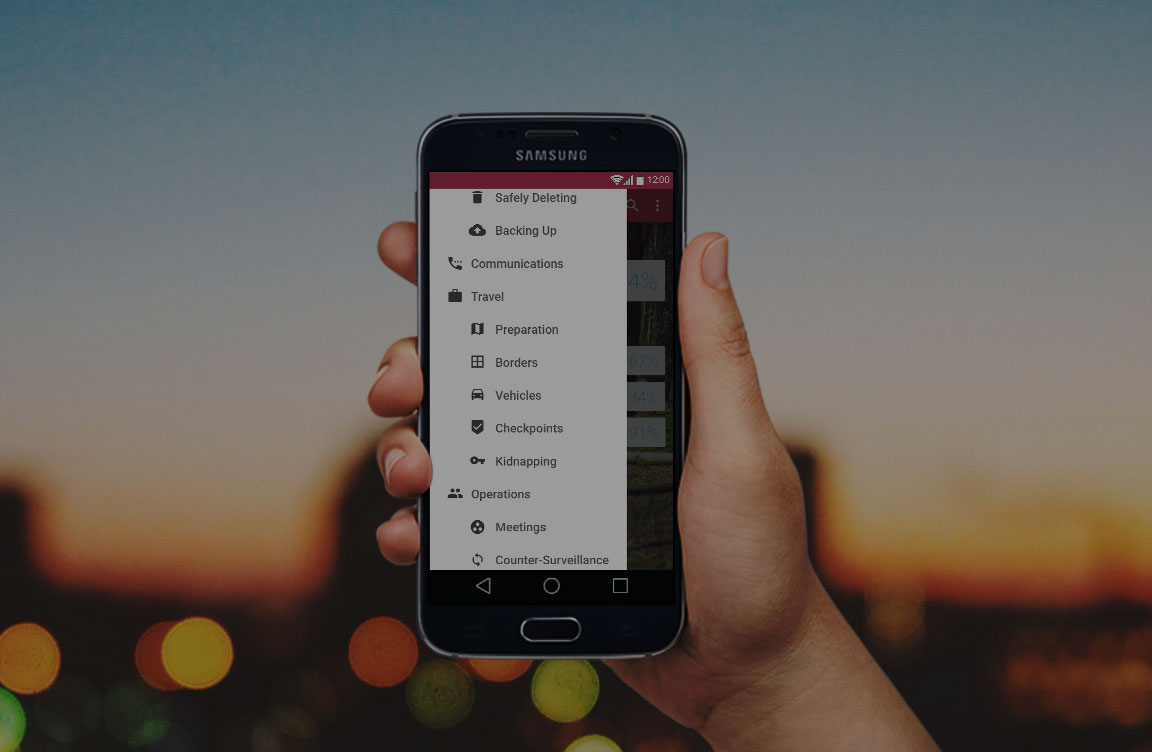 SAMSUNG
12:00
Safely Deleting
Backing Up
Communications
4%
Travel
Preparation
Borders
67%
Vehicles
34%
Checkpoints
91%
Kidnapping
Operations
Meetings
Counter-Surveillance